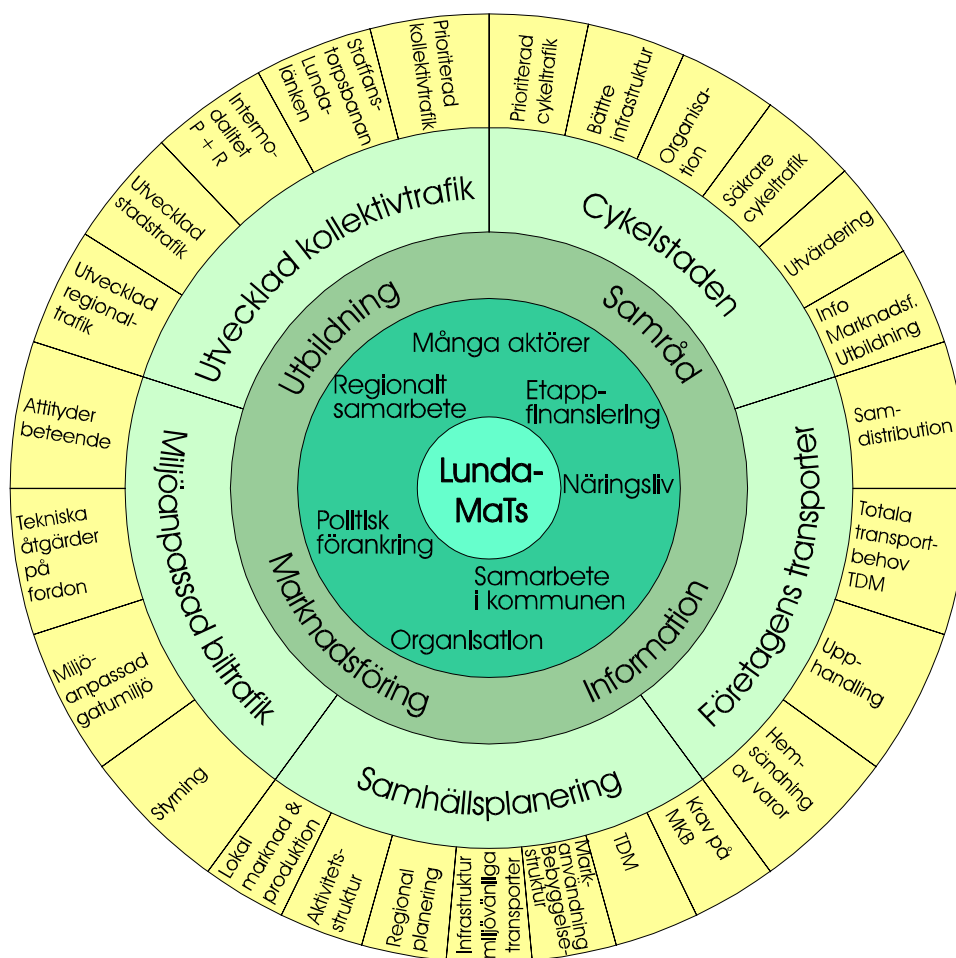 Lunda-
MaTs
Många aktörer
Etapp-
finansiering
Näringsliv
Samarbete
i kommunen
Organisation
Politisk
förankring
Regionalt
samarbete
Utbildning
Samråd
Information
Marknadsföring
Utvecklad kollektivtrafik
Cykelstaden
Företagens transporter
Samhällsplanering
Miljöanpassad biltrafik
Prioriterad
cykeltrafik
Bättre
infrastruktur
Organisa-
tion
Säkrare
cykeltrafik
Utvärdering
Info
Marknadsf.
Utbildning
Sam-
distribution
Totala
transport-
behov
TDM
Upp-
handling
Hem-
sändning
av varor
Krav på
MKB
TDM
Mark-
användning
Bebyggelse-
struktur
Infrastruktur
miljövänliga
transporter
Regional
planering
Aktivitets-
struktur
Lokal
marknad &
produktion
Styrning
Miljö-
anpassad
gatumiljö
Tekniska
åtgärder
på
fordon
Attityder
beteende
Utvecklad
regional-
trafik
Utvecklad
stadstrafik
Intermo-
dalitet
P + R
Staffans-
torpsbanan
Lunda-
länken
Prioriterad
kollektivtrafik